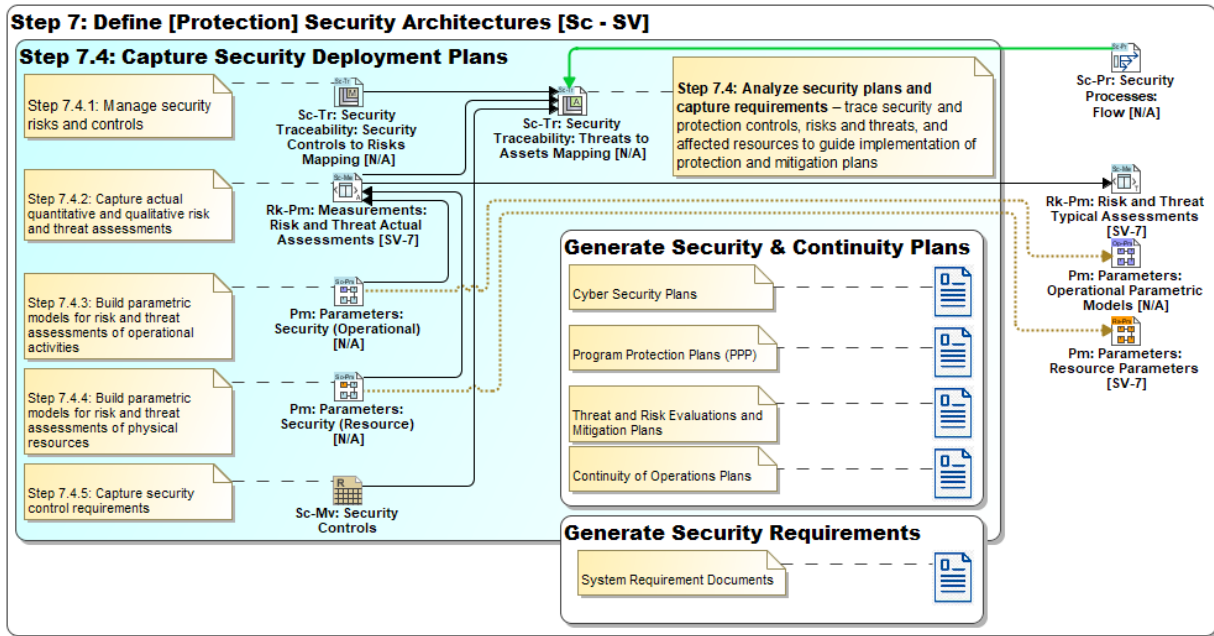 Step 7: Define [Protection] Security Architectures [Sc - SV]
Step 7.4: Capture Security Deployment Plans
Step 7.4.1: Manage security
risks and controls
Sc-Tr
M
Sc-Tr: Security
Traceability: Security
Controls to Risks
Mapping [N/A]
Sc-Tr
A
Sc-Tr: Security
Traceability: Threats to
Assets Mapping [N/A]
Step 7.4: Analyze security plans and
capture requirements – trace security and
protection controls, risks and threats, and
affected resources to guide implementation of
protection and mitigation plans
Sc-Pr
Sc-Pr: Security
Processes:
Flow [N/A]
Step 7.4.2: Capture actual
quantitative and qualitative risk
and threat assessments
Sc-Me
A
Rk-Pm: Measurements:
Risk and Threat Actual
Assessments [SV-7]
Sc-Me
T
Rk-Pm: Risk and Threat
Typical Assessments
[SV-7]
Step 7.4.3: Build parametric
models for risk and threat
assessments of operational
activities
Sc-Pm
Pm: Parameters:
Security (Operational)
[N/A]
Op-Pm
Pm: Parameters:
Operational Parametric
Models [N/A]
Step 7.4.4: Build parametric
models for risk and threat
assessments of physical
resources
Sc-Pm
Pm: Parameters:
Security (Resource)
[N/A]
Rs-Pm
Pm: Parameters:
Resource Parameters
[SV-7]
Step 7.4.5: Capture security
control requirements
R
Sc-Mv: Security
Controls
Generate Security & Continuity Plans
Cyber Security Plans
Program Protection Plans (PPP)
Threat and Risk Evaluations and
Mitigation Plans
Continuity of Operations Plans
Generate Security Requirements
System Requirement Documents